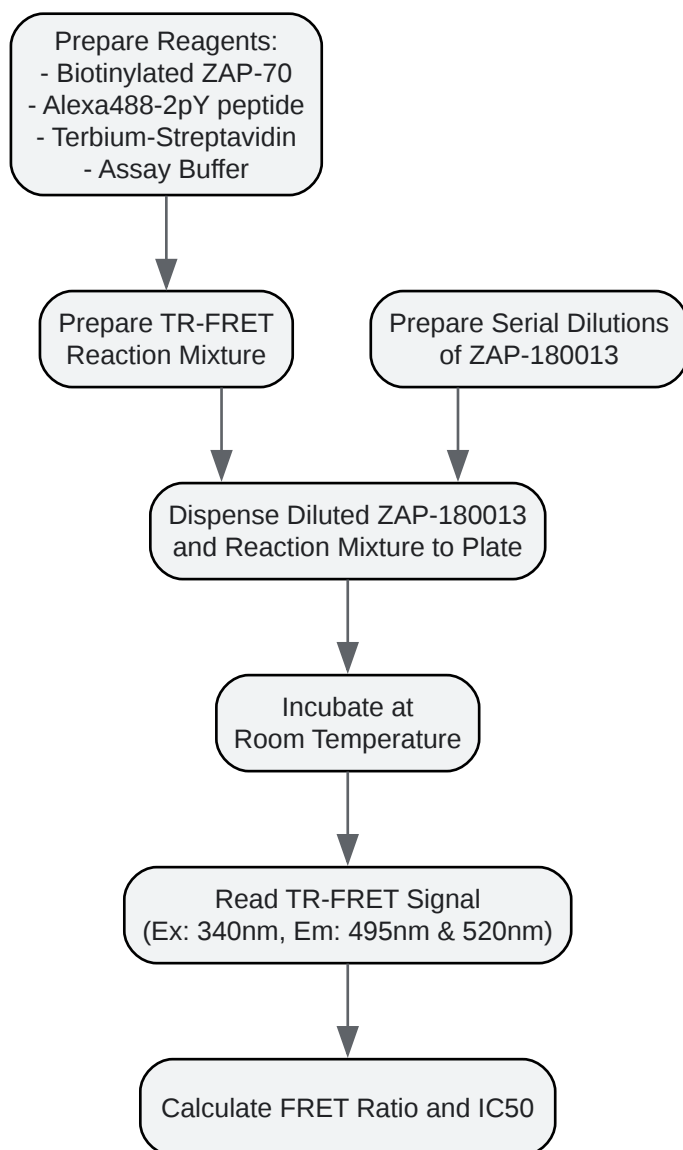 Prepare Reagents:
- Biotinylated ZAP-70
- Alexa488-2pY peptide
- Terbium-Streptavidin
- Assay Buffer
Prepare TR-FRET
Reaction Mixture
Prepare Serial Dilutions
of ZAP-180013
Dispense Diluted ZAP-180013
and Reaction Mixture to Plate
Incubate at
Room Temperature
Read TR-FRET Signal
(Ex: 340nm, Em: 495nm & 520nm)
Calculate FRET Ratio and IC50